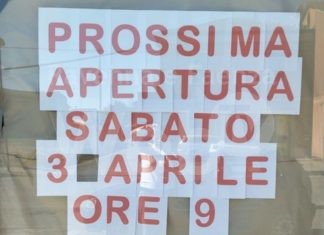 PROSSIMA
APERTURA
SABATO
3 APRILE
ORE 9